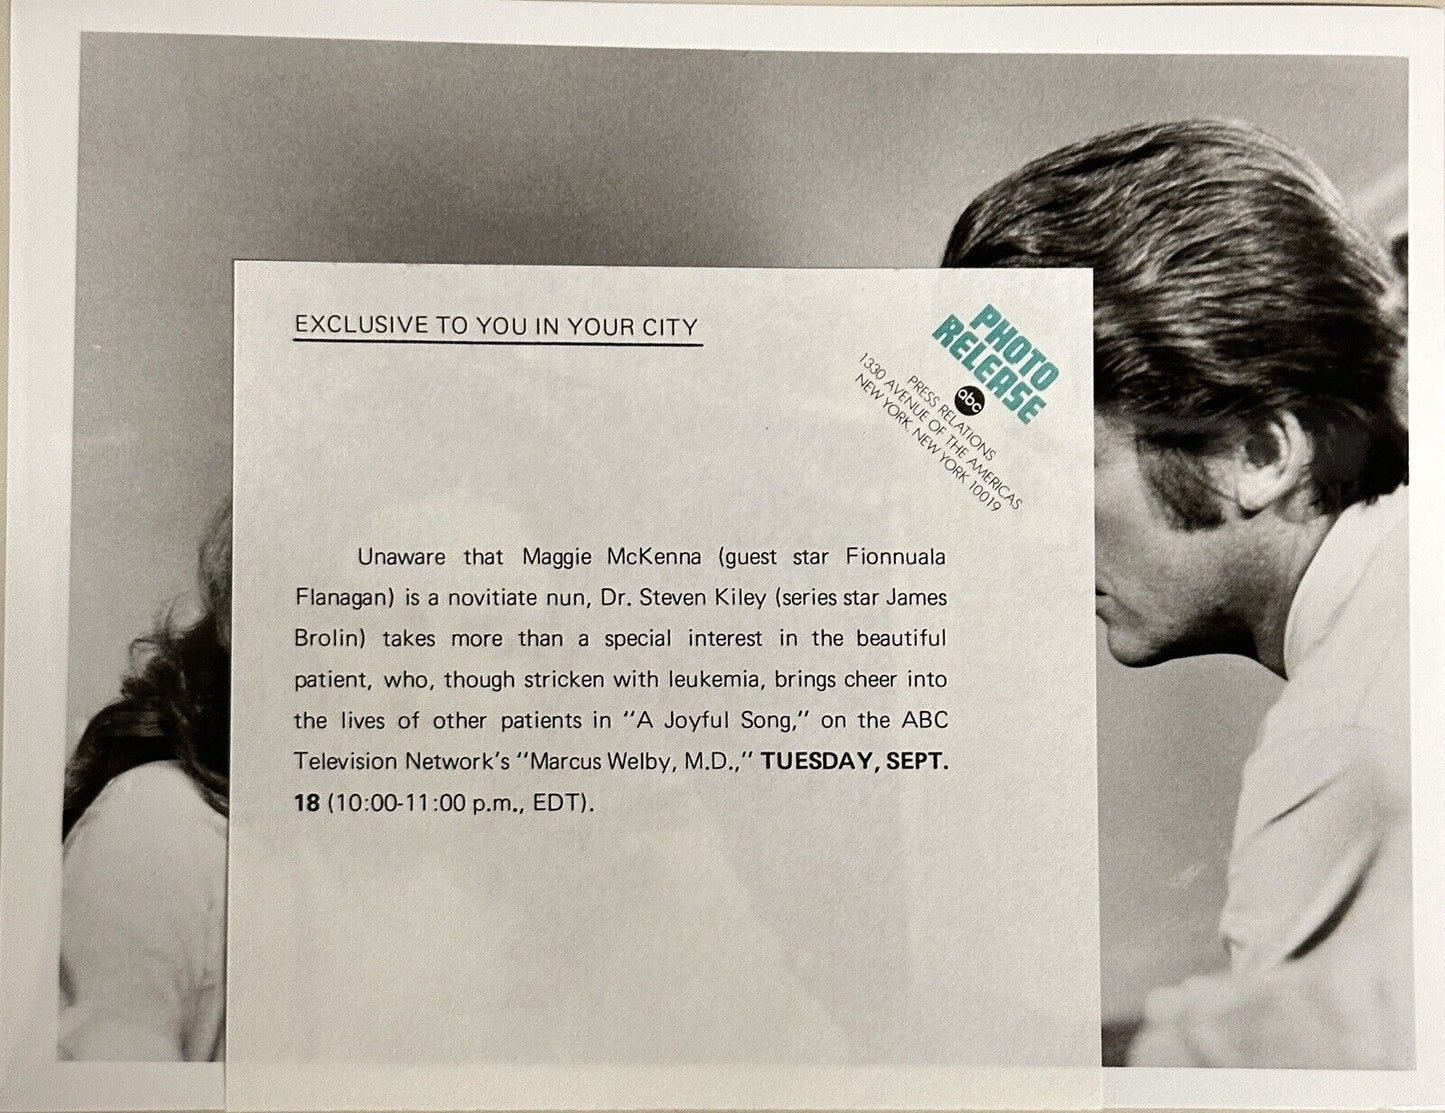 EXCLUSIVE TO YOU IN YOUR CITY
PHOTO
RELEASE
abc
PRESS RELATIONS
1330 AVENUE OF THE AMERICAS
NEW YORK, NEW YORK 10019
Unaware that Maggie McKenna (guest star Fionnuala
Flanagan) is a novitiate nun, Dr. Steven Kiley (series star James
Brolin) takes more than a special interest in the beautiful
patient, who, though stricken with leukemia, brings cheer into
the lives of other patients in "A Joyful Song," on the ABC
Television Network's "Marcus Welby, M.D.," TUESDAY, SEPT.
18 (10:00-11:00 p.m., EDT).